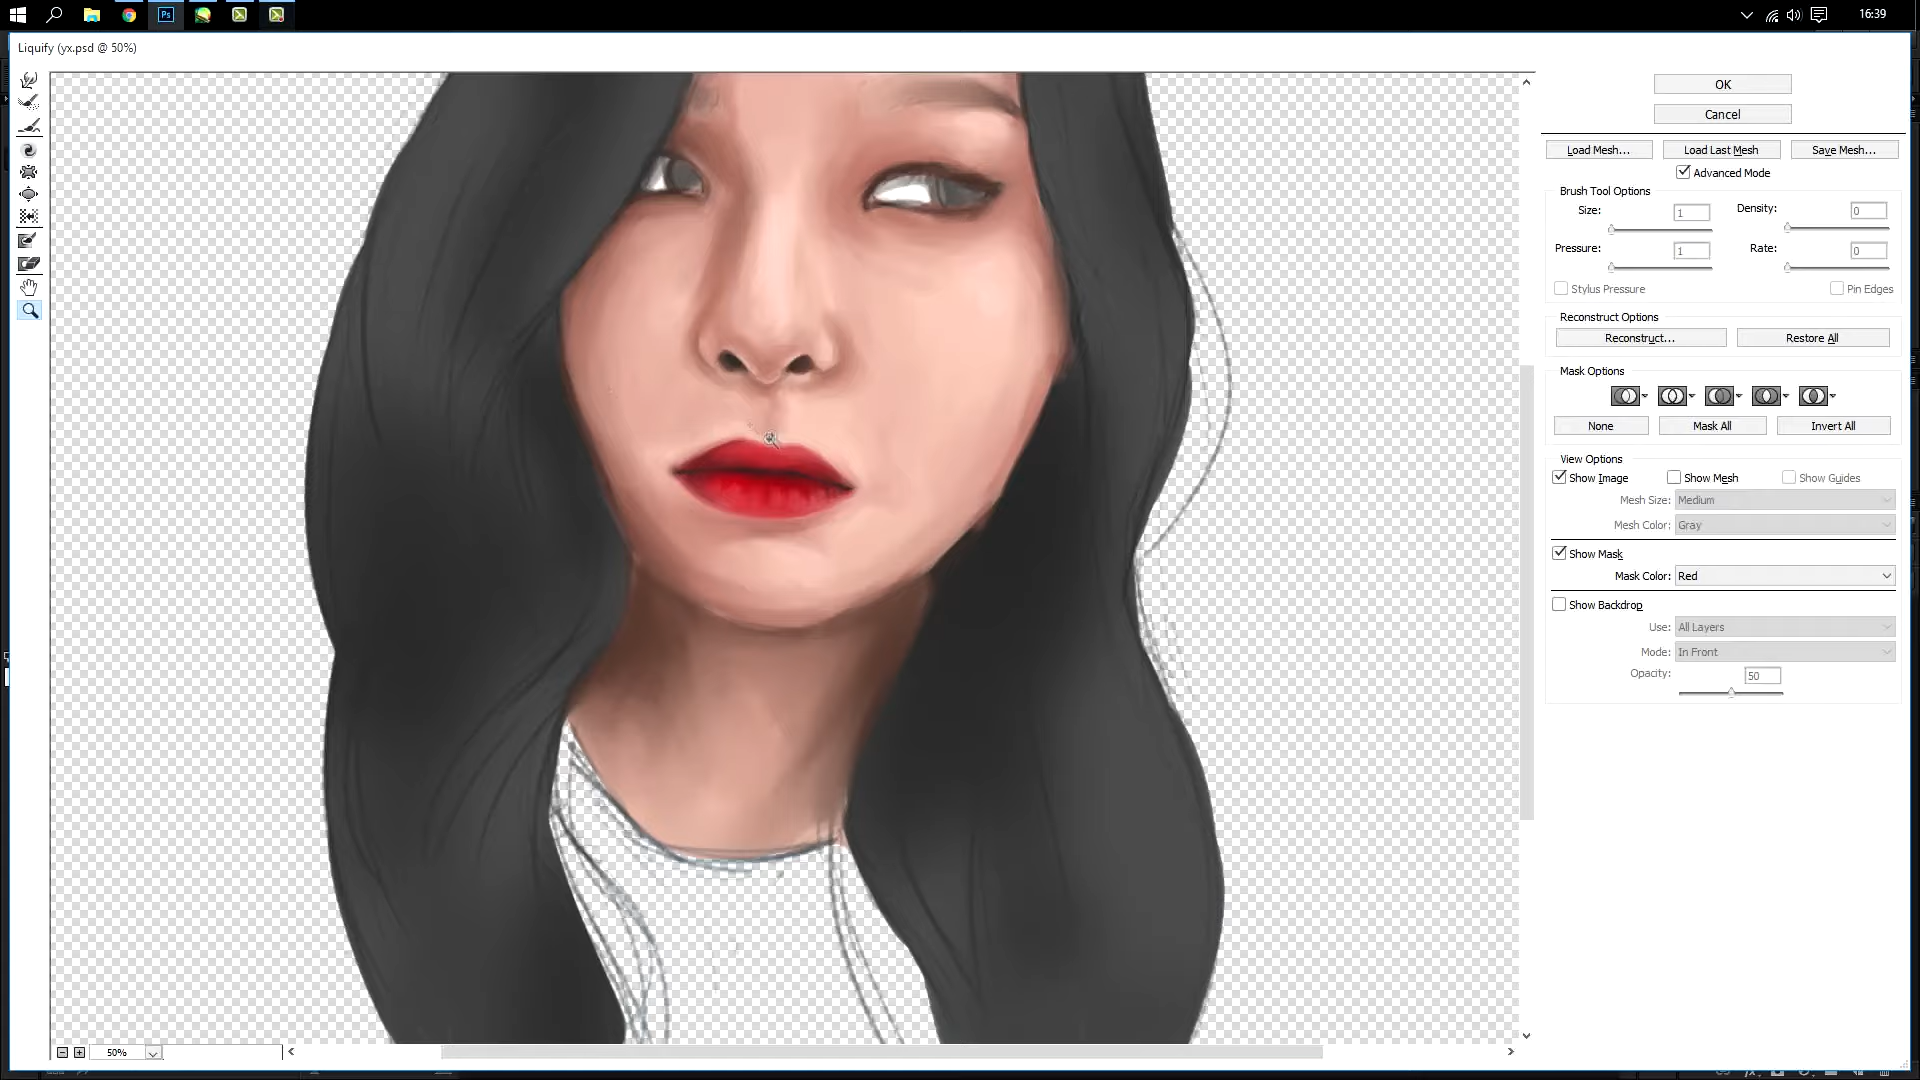 Ps
16:39
Liquify (yx.psd @ 50%)
OK
Cancel
Load Mesh...
Load Last Mesh
Save Mesh...
Advanced Mode
Brush Tool Options
Size: 1
Density: 0
Pressure: 1
Rate: 0
Stylus Pressure
Pin Edges
Reconstruct Options
Reconstruct...
Restore All
Mask Options
None
Mask All
Invert All
View Options
Show Image
Show Mesh
Show Guides
Mesh Size: Medium
Mesh Color: Gray
Show Mask
Mask Color: Red
Show Backdrop
Use: All Layers
Mode: In Front
Opacity: 50
50%